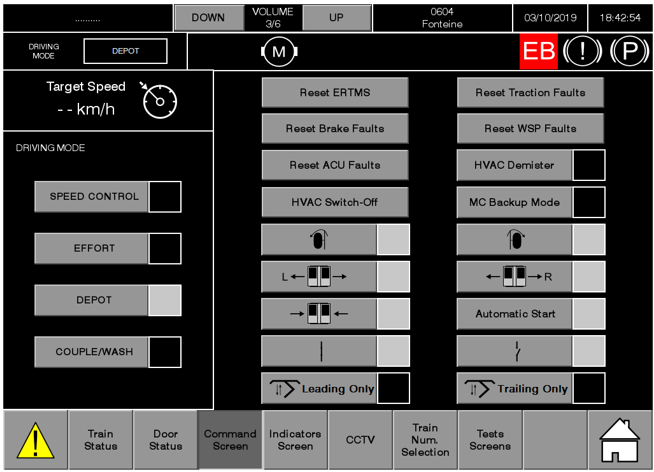 ..........
DOWN
VOLUME
3/6
UP
0604
Fonteine
03/10/2019
18:42:54
DRIVING
MODE
DEPOT
M
EB
!
P
Target Speed
- - km/h
DRIVING MODE
SPEED CONTROL
EFFORT
DEPOT
COUPLE/WASH
Reset ERTMS
Reset Traction Faults
Reset Brake Faults
Reset WSP Faults
Reset ACU Faults
HVAC Demister
HVAC Switch-Off
MC Backup Mode
L
R
Automatic Start
Leading Only
Trailing Only
Train
Status
Door
Status
Command
Screen
Indicators
Screen
CCTV
Train
Num.
Selection
Tests
Screens